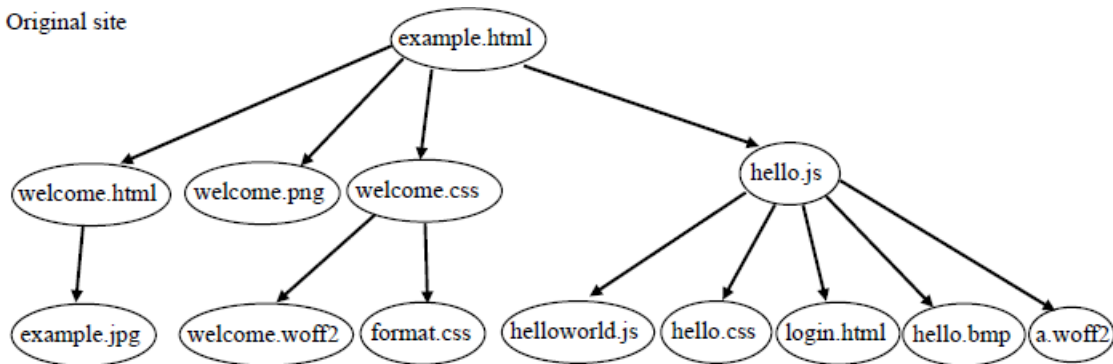 Original site
example.html
welcome.html
welcome.png
welcome.css
hello.js
example.jpg
welcome.woff2
format.css
helloworld.js
hello.css
login.html
hello.bmp
a.woff2